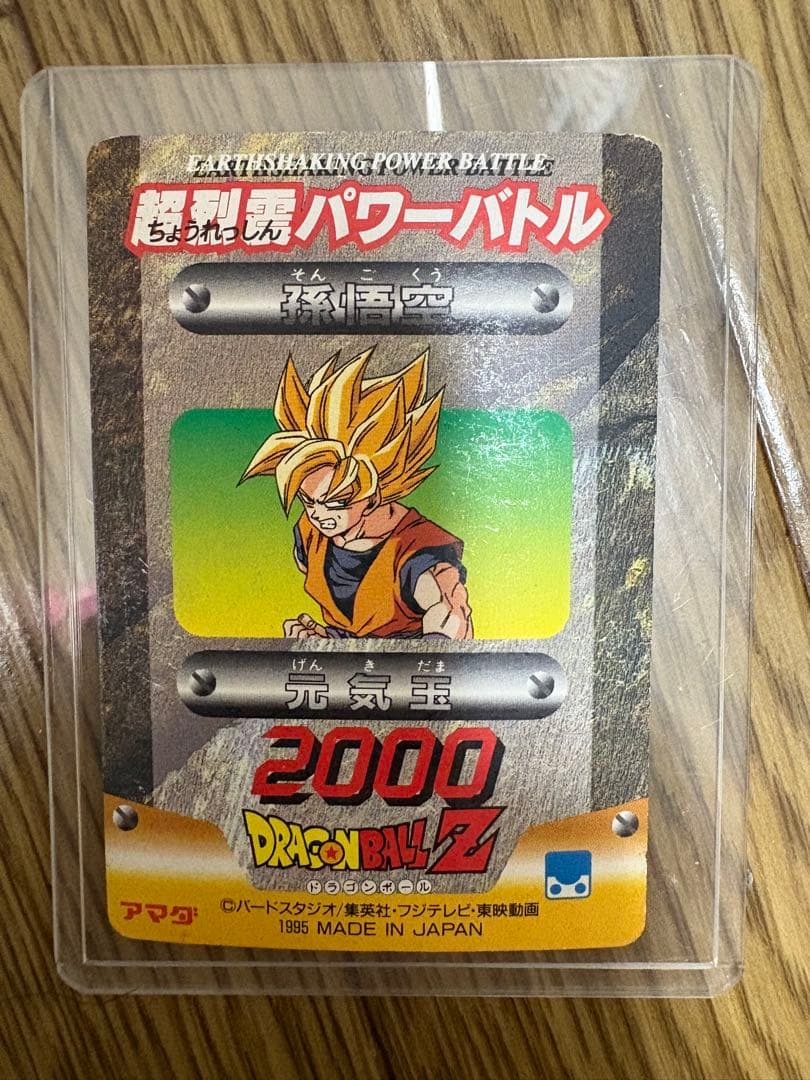 EARTHSHAKING POWER BATTLE
超烈震パワーバトル
ちょうれっしん
そん ご くう
孫悟空
げん き だま
元気玉
2000
DRAGON BALL Z
ドラゴンボール
アマダ
©バードスタジオ/集英社・フジテレビ・東映動画
1995 MADE IN JAPAN